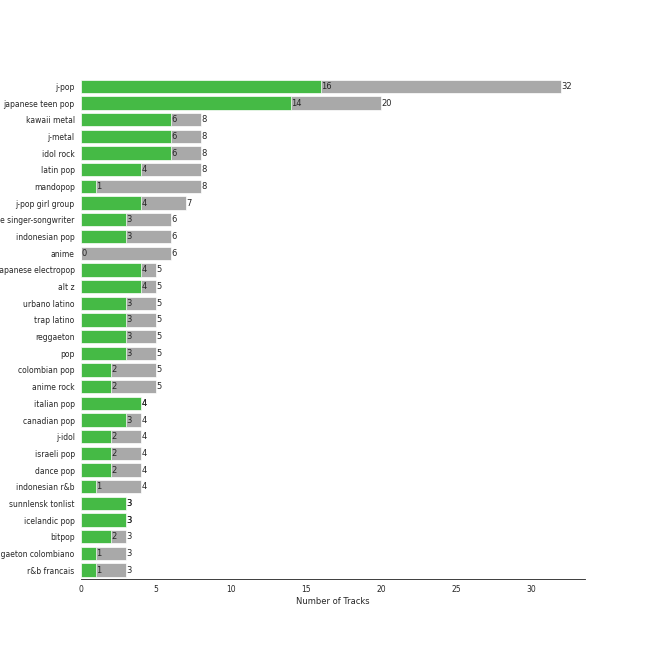 j-pop 16 32
japanese teen pop 14 20
kawaii metal 6 8
j-metal 6 8
idol rock 6 8
latin pop 4 8
mandopop 1 8
j-pop girl group 4 7
e singer-songwriter 3 6
indonesian pop 3 6
anime 0 6
apanese electropop 4 5
alt z 4 5
urbano latino 3 5
trap latino 3 5
reggaeton 3 5
pop 3 5
colombian pop 2 5
anime rock 2 5
italian pop 4
canadian pop 3 4
j-idol 2 4
israeli pop 2 4
dance pop 2 4
indonesian r&b 1 4
sunnlensk tonlist 3
icelandic pop 3
bitpop 2 3
gaeton colombiano 1 3
r&b francais 1 3
0 5 10 15 20 25 30
Number of Tracks